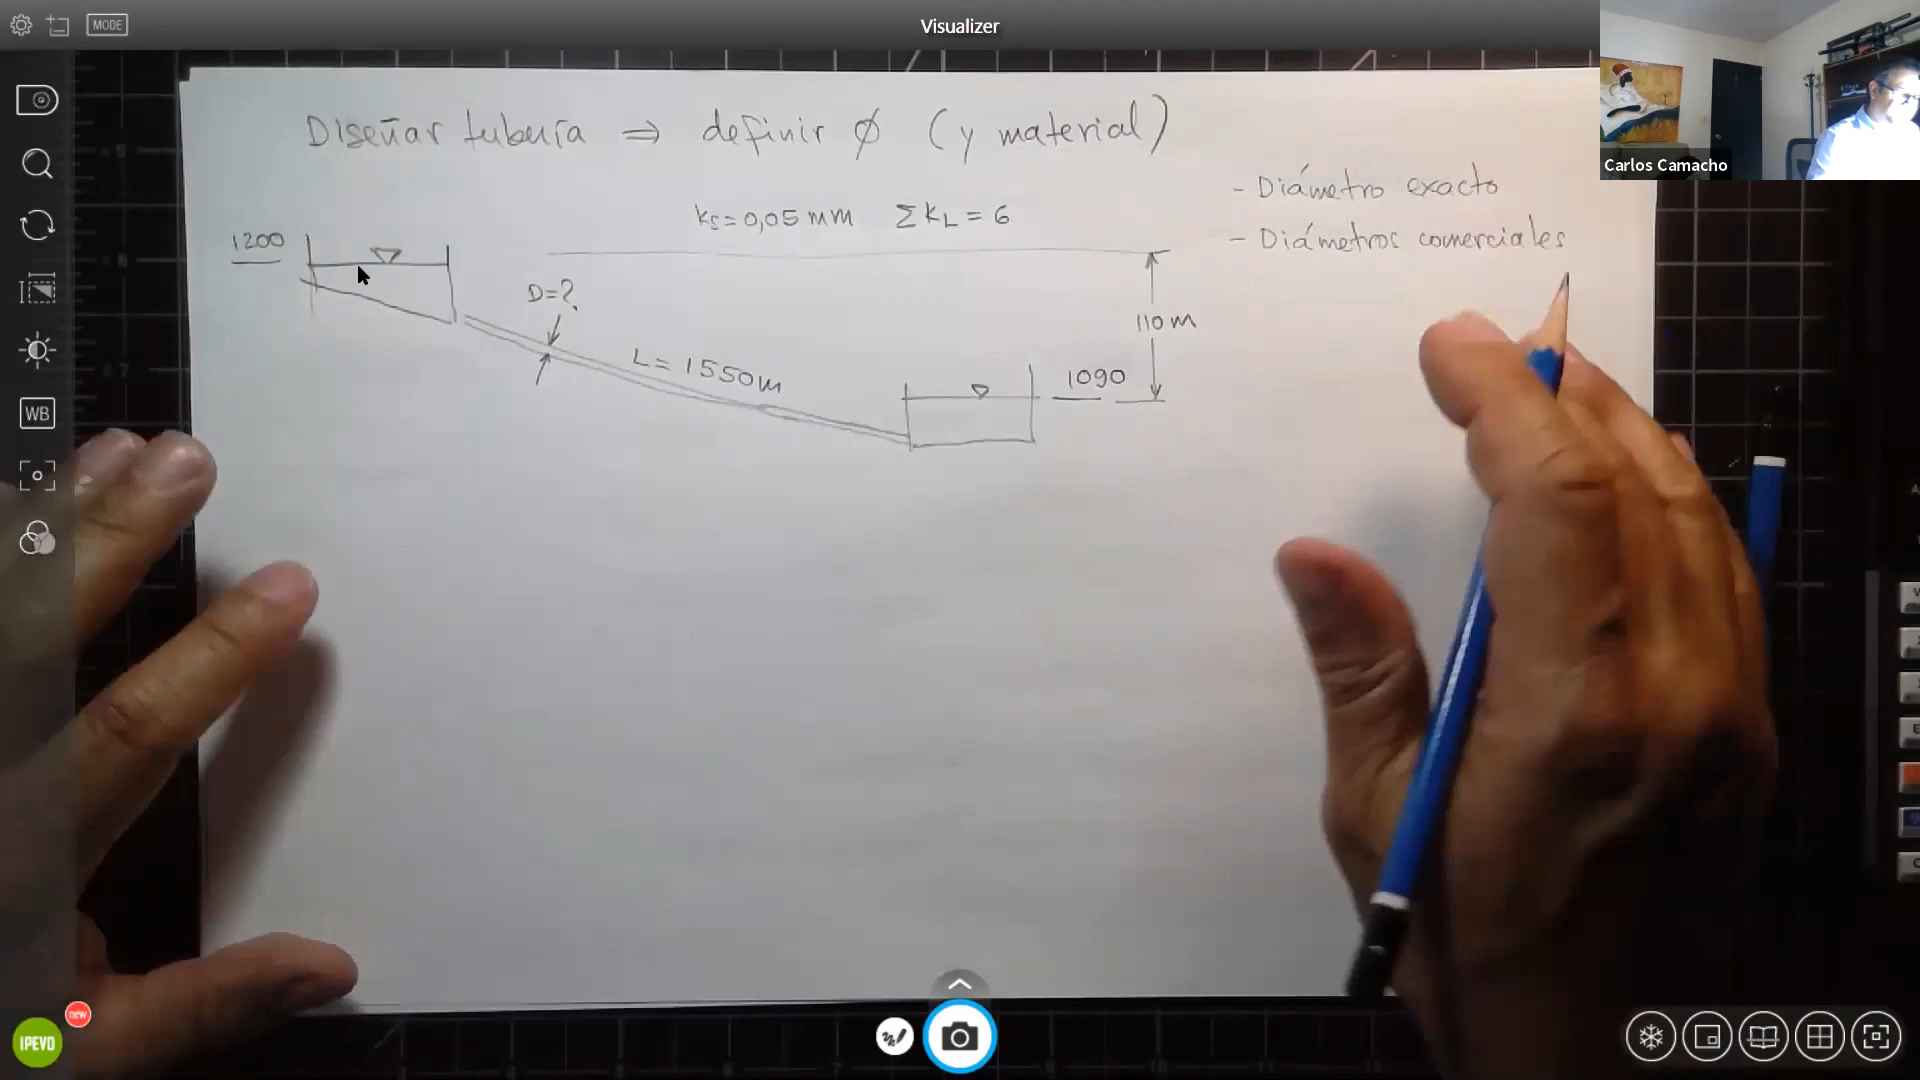 MODE
Visualizer
Carlos Camacho
Diseñar tubería ⇒ definir ∅ (y material)
- Diámetro exacto
- Diámetros comerciales
ks=0,05 mm ΣKL = 6
1200
D=?
L= 1550m
110 m
1090
WB
new
IPEVO